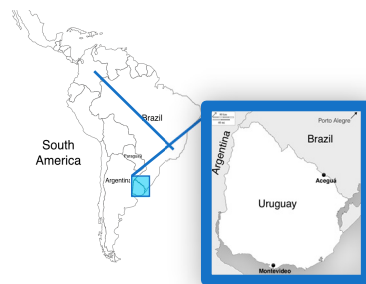 Brazil
South
America
Paraguay
Argentina
Porto Alegre
Argentina
Brazil
Aceguá
Uruguay
Montevideo